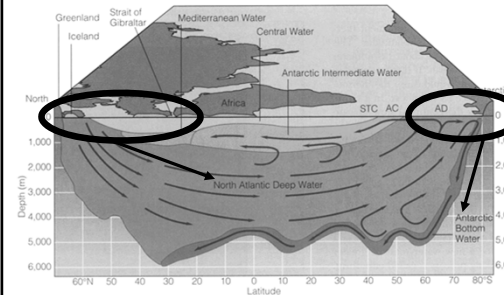 Greenland
Strait of
Gibraltar
Mediterranean Water
Iceland
Central Water
Antarctic Intermediate Water
North
Africa
STC
AC
AD
0
0
1,000
2,000
3,000
4,000
5,000
6,000
Depth (m)
North Atlantic Deep Water
Antarctic
Bottom
Water
60°N 50 40 30 20 10 0 10 20 30 40 50 60 70 80°S
Latitude